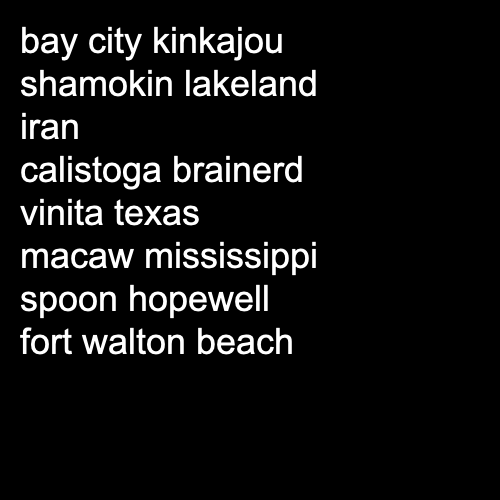 bay city kinkajou
shamokin lakeland
iran
calistoga brainerd
vinita texas
macaw mississippi
spoon hopewell
fort walton beach